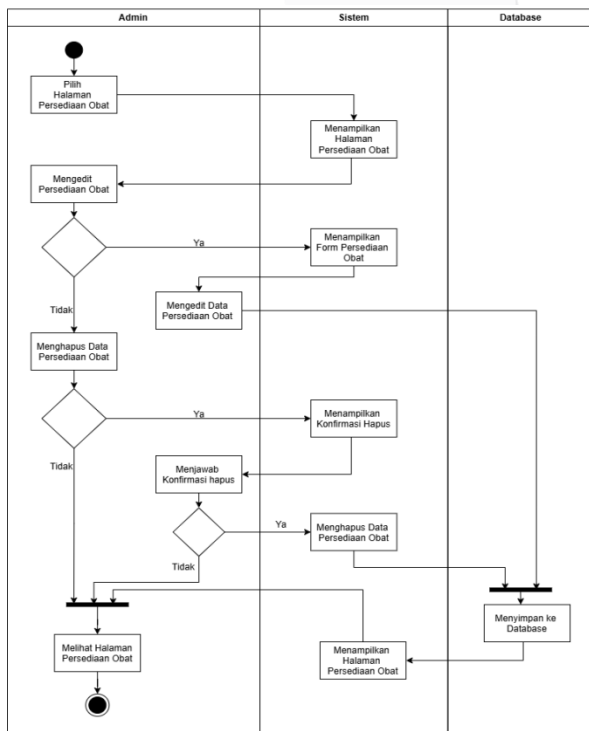 Admin
Sistem
Database
Pilih
Halaman
Persediaan Obat
Menampilkan
Halaman
Persediaan Obat
Mengedit
Persediaan Obat
Ya
Menampilkan
Form Persediaan
Obat
Mengedit Data
Persediaan Obat
Tidak
Menghapus Data
Persediaan Obat
Ya
Menampilkan
Konfirmasi Hapus
Tidak
Menjawab
Konfirmasi hapus
Ya
Menghapus Data
Persediaan Obat
Tidak
Menyimpan ke
Database
Melihat Halaman
Persediaan Obat
Menampilkan
Halaman
Persediaan Obat